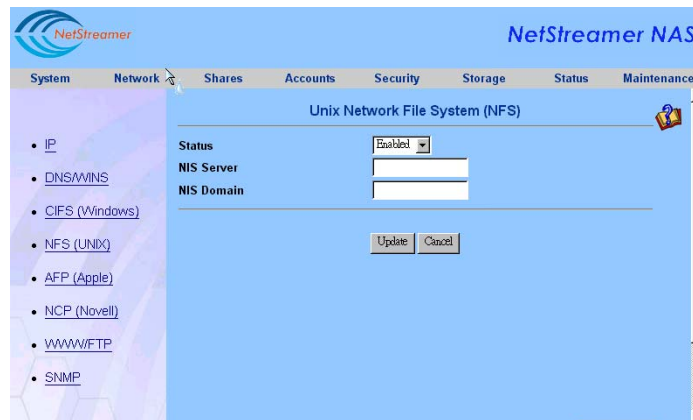 NetStreamer
NetStreamer NAS
System Network Shares Accounts Security Storage Status Maintenance
Unix Network File System (NFS)
IP
DNS/WINS
CIFS (Windows)
NFS (UNIX)
AFP (Apple)
NCP (Novell)
WWW/FTP
SNMP
Status Enabled
NIS Server
NIS Domain
Update Cancel